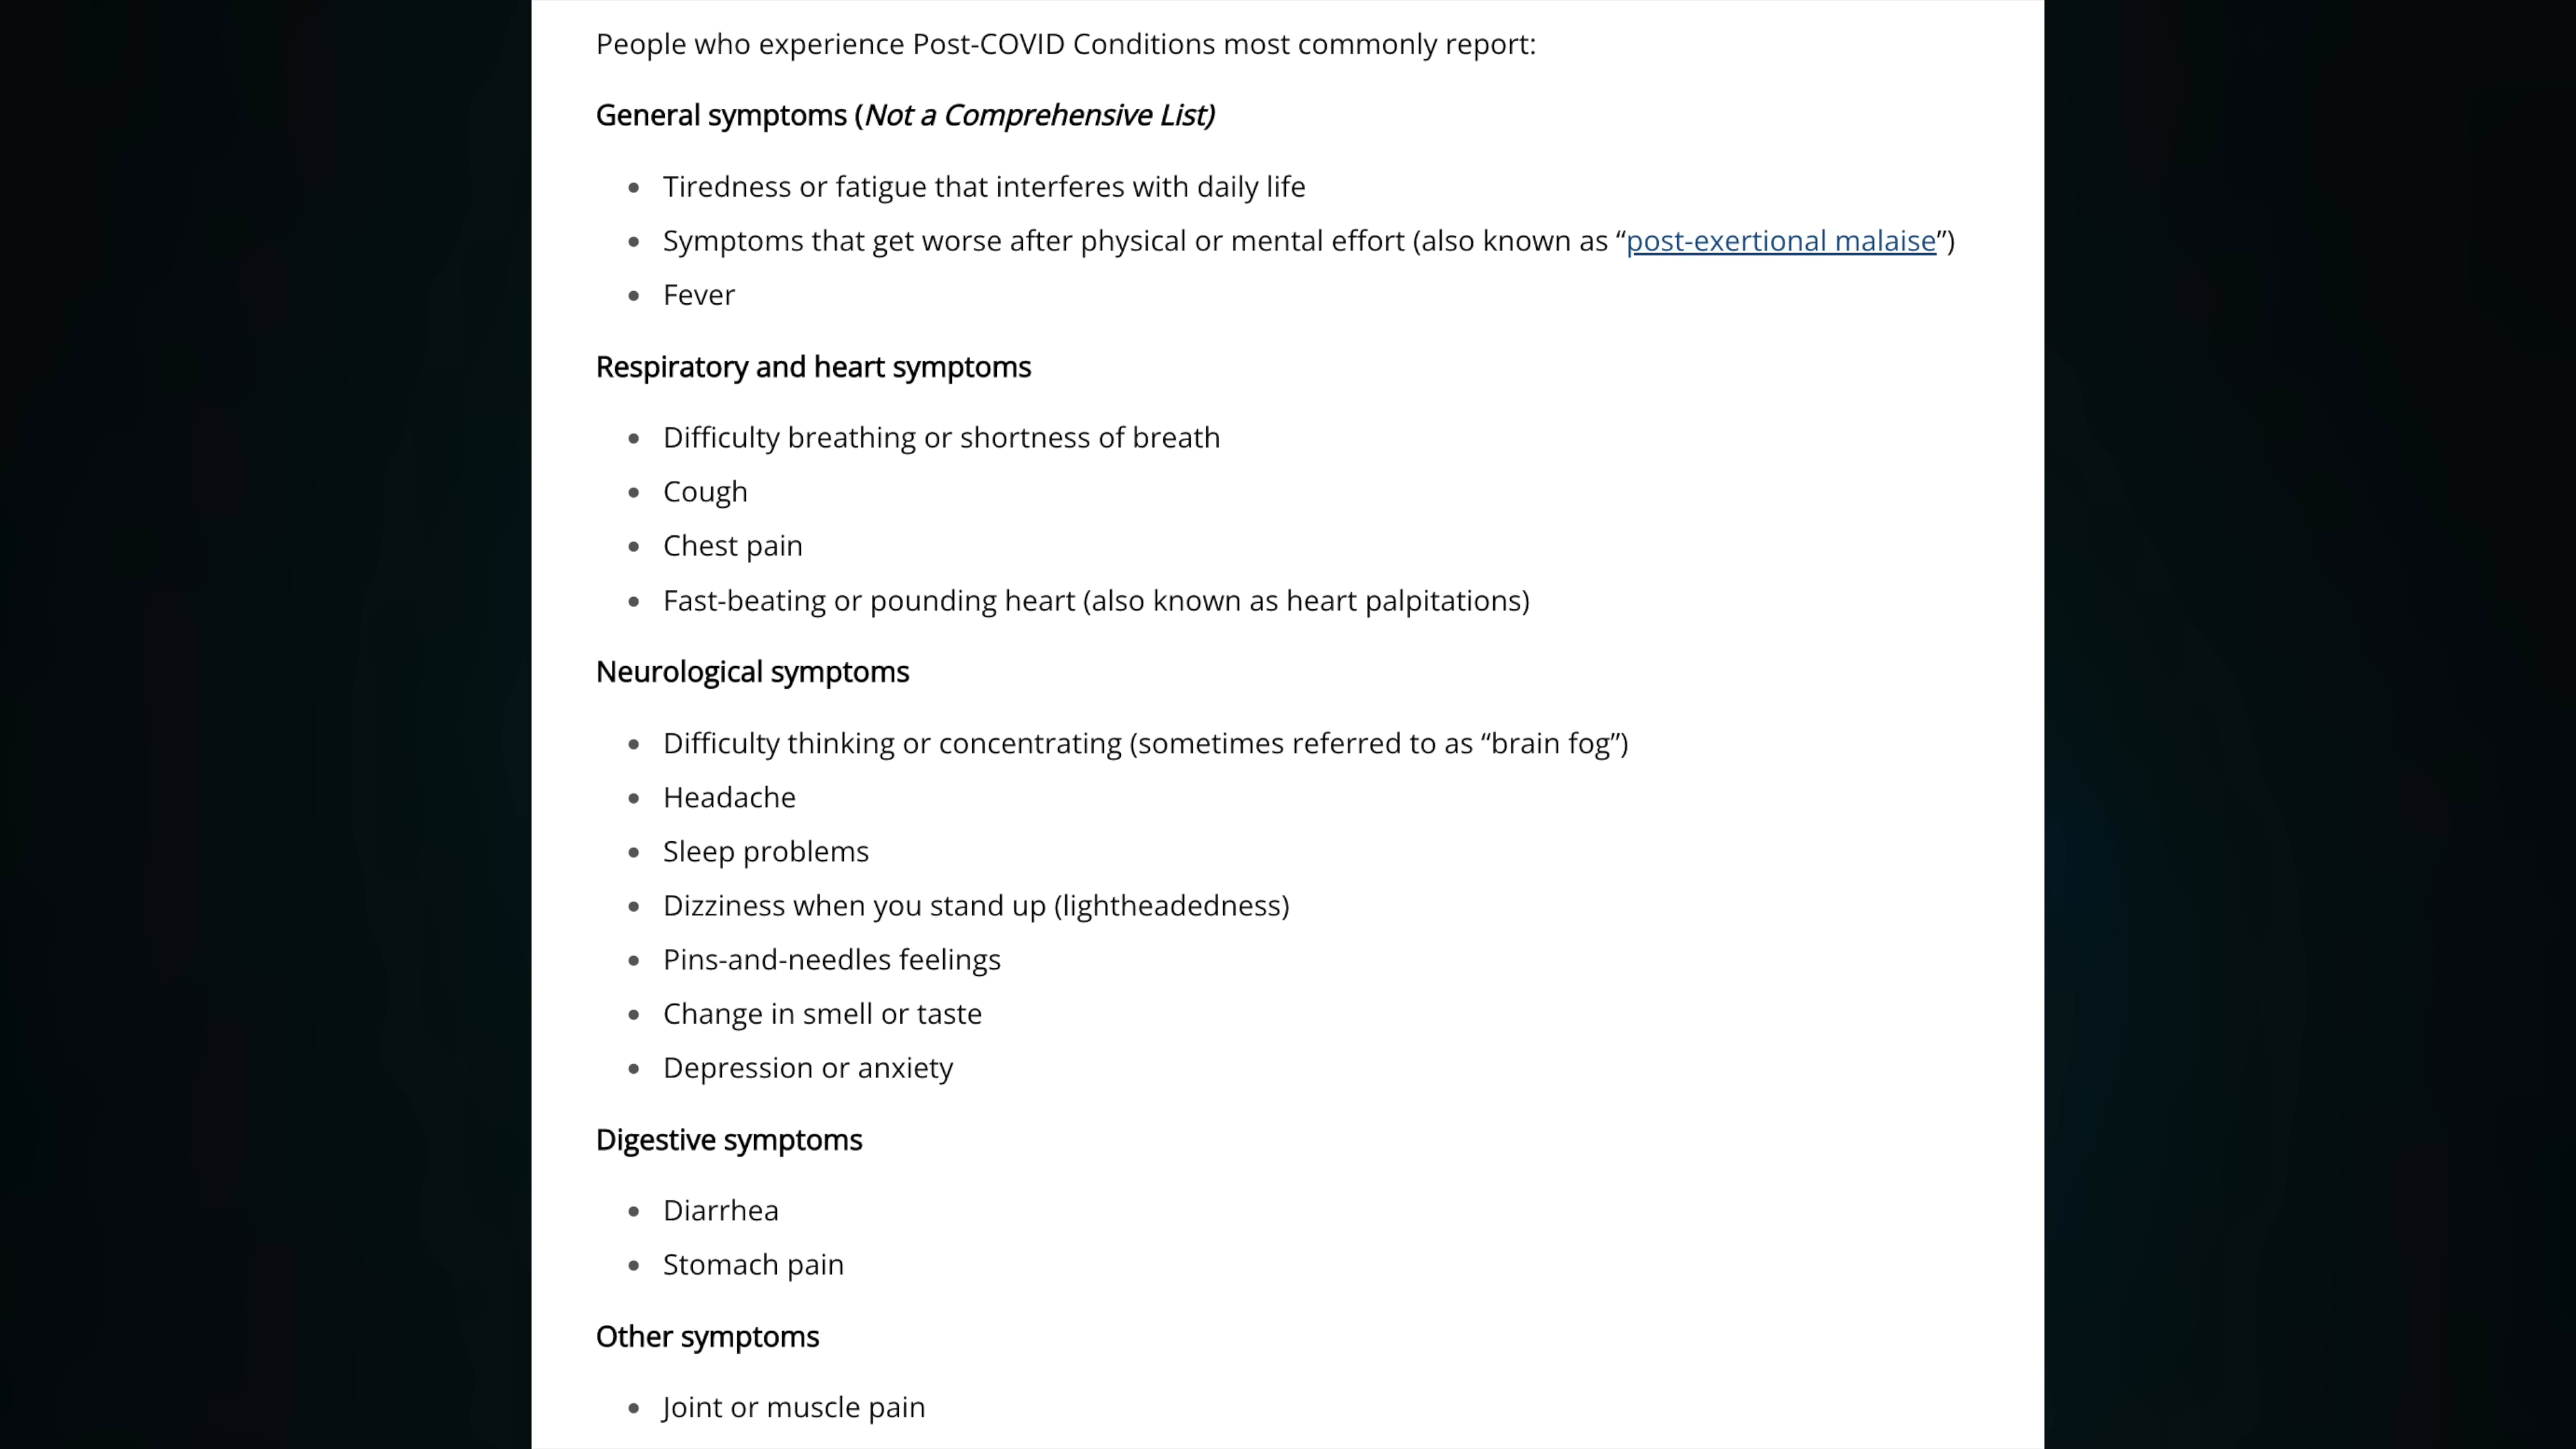 People who experience Post-COVID Conditions most commonly report:
General symptoms (Not a Comprehensive List)
• Tiredness or fatigue that interferes with daily life
• Symptoms that get worse after physical or mental effort (also known as “post-exertional malaise”)
• Fever
Respiratory and heart symptoms
• Difficulty breathing or shortness of breath
• Cough
• Chest pain
• Fast-beating or pounding heart (also known as heart palpitations)
Neurological symptoms
• Difficulty thinking or concentrating (sometimes referred to as “brain fog”)
• Headache
• Sleep problems
• Dizziness when you stand up (lightheadedness)
• Pins-and-needles feelings
• Change in smell or taste
• Depression or anxiety
Digestive symptoms
• Diarrhea
• Stomach pain
Other symptoms
• Joint or muscle pain